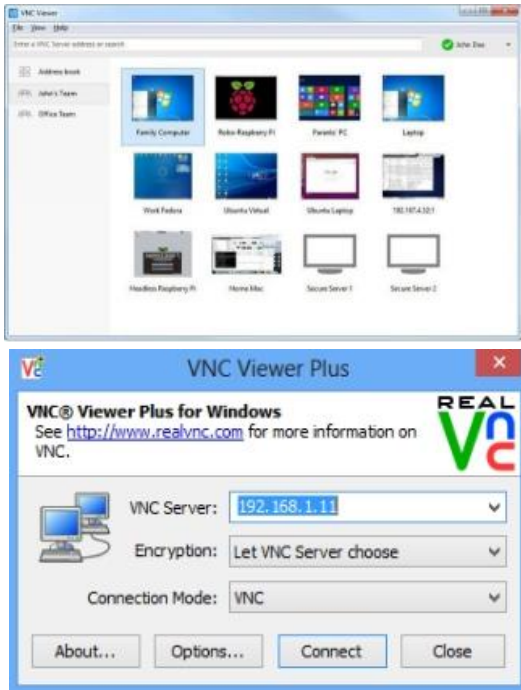 VNC Viewer
File View Help
Enter a VNC Server address or search
John Doe
Address book
John's Team
Office Team
Family Computer
Robo-Raspberry Pi
Parents' PC
Laptop
Work Fedora
Ubuntu Virtual
Ubuntu Laptop
Headless Raspberry Pi
Home Mac
Secure Server 1
Secure Server 2
VNC Viewer Plus
VNC® Viewer Plus for Windows
See http://www.realvnc.com for more information on
VNC.
REAL
VNC
VNC Server:
192.168.1.11
Encryption:
Let VNC Server choose
Connection Mode:
VNC
About...
Options...
Connect
Close